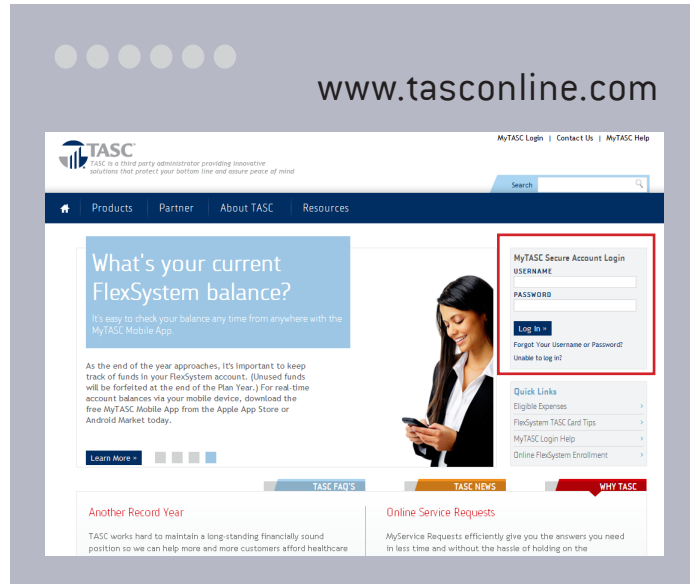 www.tasconline.com
MyTASC Login | Contact Us | MyTASC Help
TASC
TASC is a third party administrator providing innovative
solutions that protect your bottom line and assure peace of mind
Search
Products Partner About TASC Resources
What's your current
FlexSystem balance?
It's easy to check your balance any time from anywhere with the
MyTASC Mobile App.
As the end of the year approaches, it's important to keep
track of funds in your FlexSystem account. (Unused funds
will be forfeited at the end of the Plan Year.) For real-time
account balances via your mobile device, download the
free MyTASC Mobile App from the Apple App Store or
Android Market today.
Learn More »
MyTASC Secure Account Login
USERNAME
PASSWORD
Log In »
Forgot Your Username or Password?
Unable to log in?
Quick Links
Eligible Expenses
FlexSystem TASC Card Tips
MyTASC Login Help
Online FlexSystem Enrollment
TASC FAQ'S TASC NEWS WHY TASC
Another Record Year
TASC works hard to maintain a long-standing financially sound
position so we can help more and more customers afford healthcare
Online Service Requests
MyService Requests efficiently give you the answers you need
in less time and without the hassle of holding on the